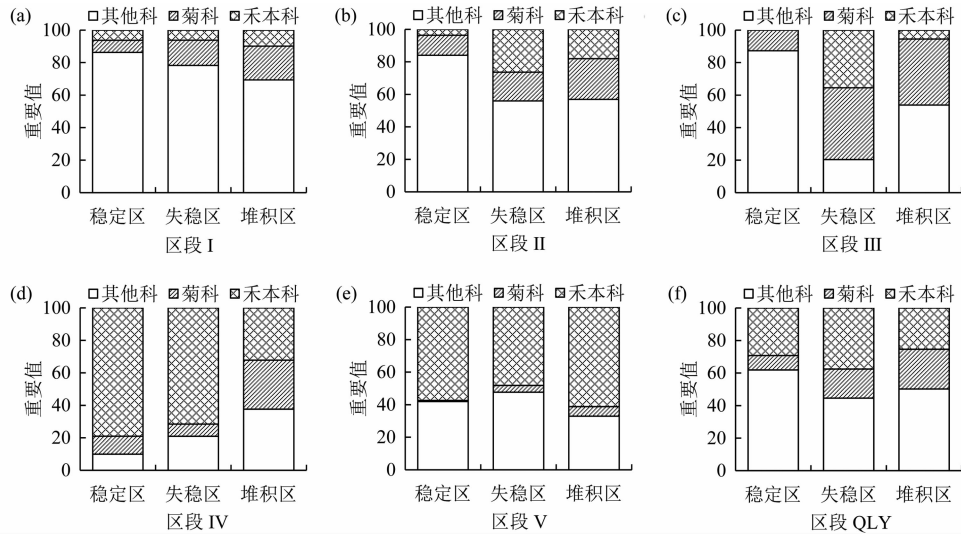 (a) 其他科 菊科 禾本科
100
80
60
40
20
0
重要值
稳定区 失稳区 堆积区
区段 I
(b) 其他科 菊科 禾本科
100
80
60
40
20
0
重要值
稳定区 失稳区 堆积区
区段 II
(c) 其他科 菊科 禾本科
100
80
60
40
20
0
重要值
稳定区 失稳区 堆积区
区段 III
(d) 其他科 菊科 禾本科
100
80
60
40
20
0
重要值
稳定区 失稳区 堆积区
区段 IV
(e) 其他科 菊科 禾本科
100
80
60
40
20
0
重要值
稳定区 失稳区 堆积区
区段 V
(f) 其他科 菊科 禾本科
100
80
60
40
20
0
重要值
稳定区 失稳区 堆积区
区段 QLY